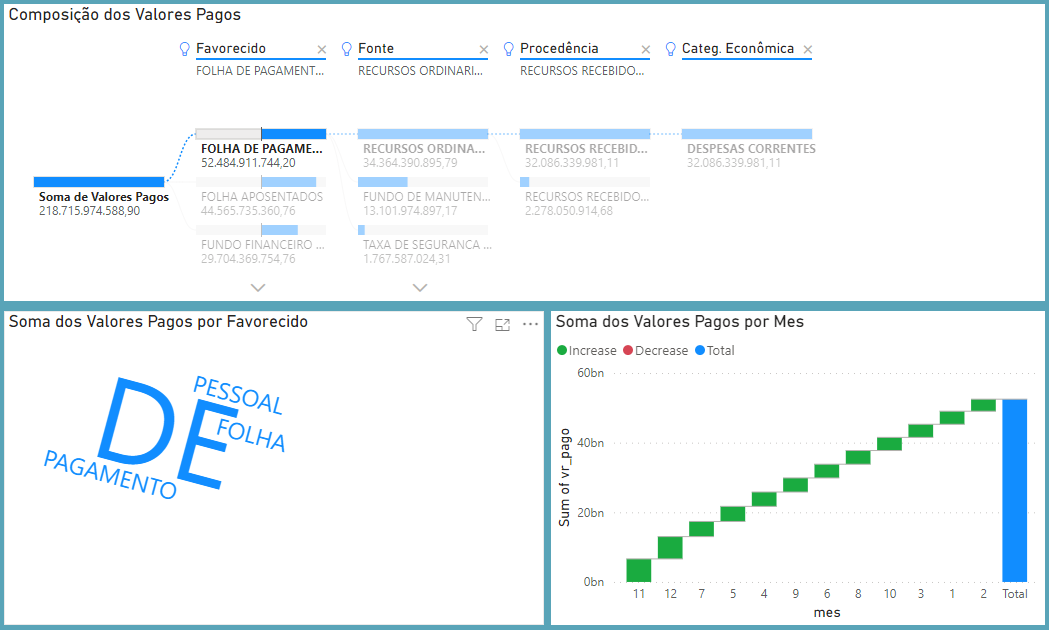 Composição dos Valores Pagos
Favorecido
Fonte
Procedência
Categ. Econômica
FOLHA DE PAGAMENT...
RECURSOS ORDINARI...
RECURSOS RECEBIDO...
FOLHA DE PAGAME...
52.484.911.744,20
RECURSOS ORDINA...
34.364.390.895,79
RECURSOS RECEBID...
32.086.339.981,11
DESPESAS CORRENTES
32.086.339.981,11
Soma de Valores Pagos
218.715.974.588,90
FOLHA APOSENTADOS
44.565.735.360,76
FUNDO DE MANUTEN...
13.101.974.897,17
RECURSOS RECEBIDO...
2.278.050.914,68
FUNDO FINANCEIRO ...
29.704.369.754,76
TAXA DE SEGURANCA ...
1.767.587.024,31
Soma dos Valores Pagos por Favorecido
DE
PESSOAL
FOLHA
PAGAMENTO
Soma dos Valores Pagos por Mes
Increase Decrease Total
60bn
40bn
20bn
0bn
Sum of vr_pago
11 12 7 5 4 9 6 8 10 3 1 2 Total
mes